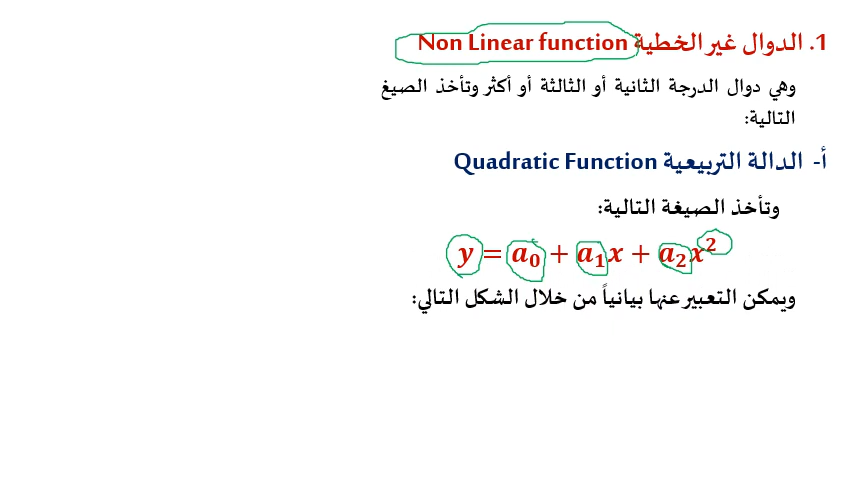 1. الدوال غير الخطية Non Linear function
وهي دوال الدرجة الثانية أو الثالثة أو أكثر وتأخذ الصيغ
التالية:
أ- الدالة التربيعية Quadratic Function
وتأخذ الصيغة التالية:
y = a₀ + a₁x + a₂x²
ويمكن التعبير عنها بيانياً من خلال الشكل التالي: